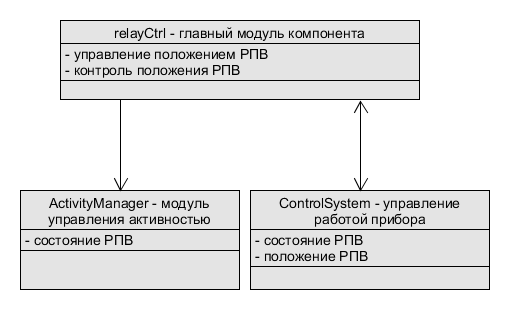 relayCtrl - главный модуль компонента
- управление положением РПВ
- контроль положения РПВ
ActivityManager - модуль
управления активностью
- состояние РПВ
ControlSystem - управление
работой прибора
- состояние РПВ
- положение РПВ